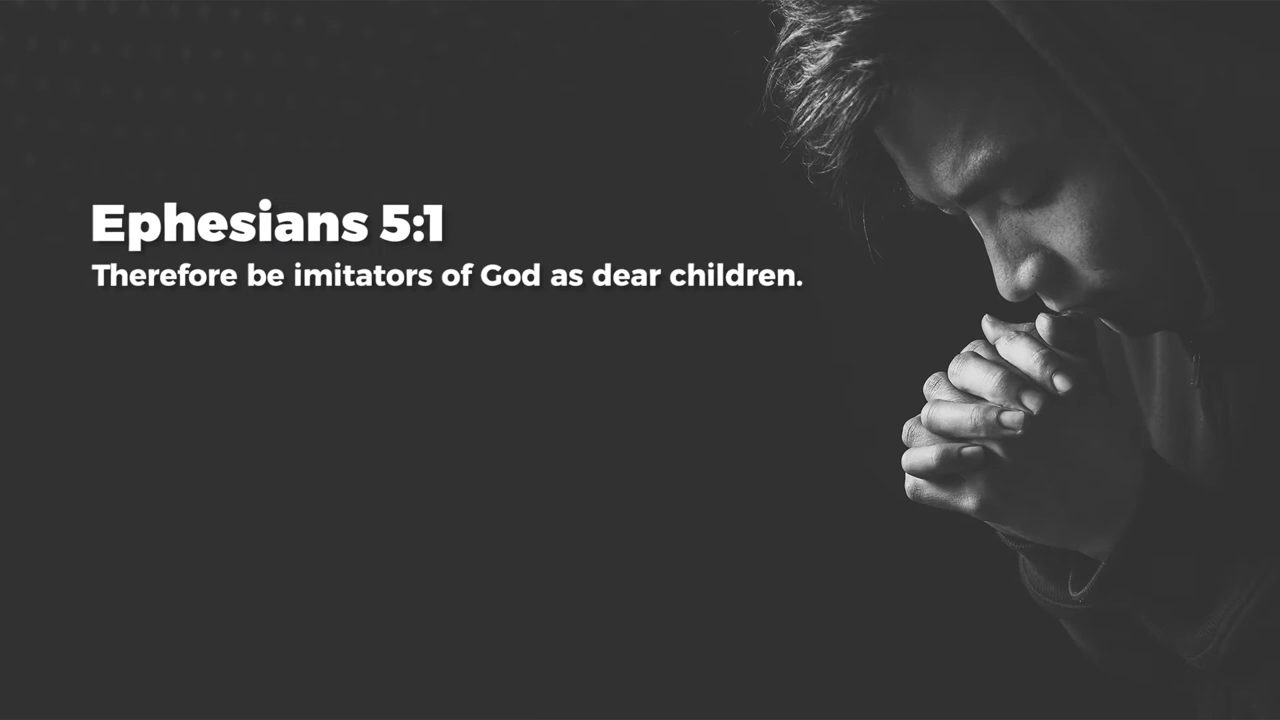 Ephesians 5:1
Therefore be imitators of God as dear children.